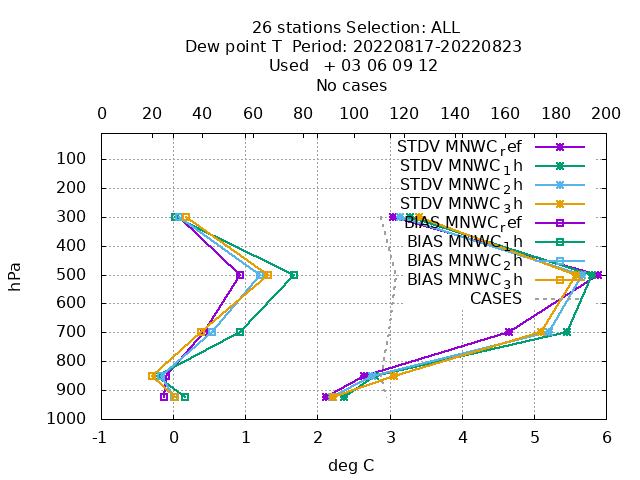 26 stations Selection: ALL
Dew point T  Period: 20220817-20220823
Used   + 03 06 09 12
No cases
0 20 40 60 80 100 120 140 160 180 200
STDV MNWC_ref
STDV MNWC_1h
STDV MNWC_2h
STDV MNWC_3h
BIAS MNWC_ref
BIAS MNWC_1h
BIAS MNWC_2h
BIAS MNWC_3h
CASES
hPa
100
200
300
400
500
600
700
800
900
1000
-1 0 1 2 3 4 5 6
deg C